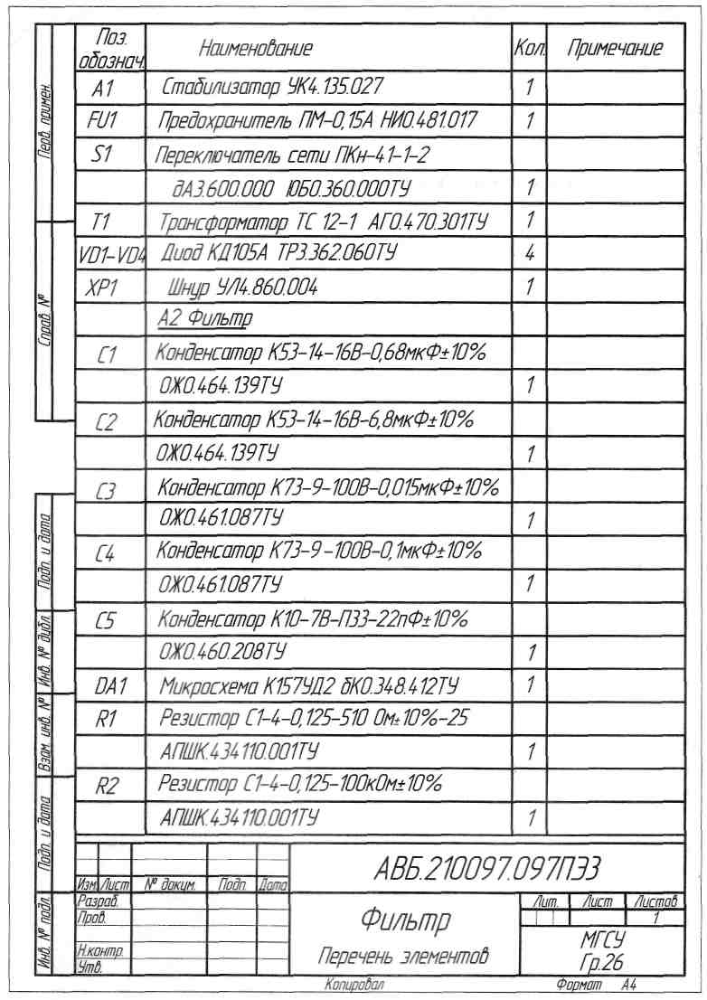 Поз. обознач. Наименование Кол. Примечание
А1 Стабилизатор УК4.135.027 1
FU1 Предохранитель ПМ-0,15А НИ0.481.017 1
S1 Переключатель сети ПКн-41-1-2
дА3.600.000 Ю60.360.000ТУ 1
Т1 Трансформатор ТС 12-1 АГ0.470.301ТУ 1
VD1-VD4 Диод КД105А ТР3.362.060ТУ 4
ХР1 Шнур УЛ4.860.004 1
А2 Фильтр
С1 Конденсатор К53-14-16В-0,68мкФ±10%
ОЖ0.464.139ТУ 1
С2 Конденсатор К53-14-16В-6,8мкФ±10%
ОЖ0.464.139ТУ 1
С3 Конденсатор К73-9-100В-0,015мкФ±10%
ОЖ0.461.087ТУ 1
С4 Конденсатор К73-9-100В-0,1мкФ±10%
ОЖ0.461.087ТУ 1
С5 Конденсатор К10-7В-П33-22пФ±10%
ОЖ0.460.208ТУ 1
DA1 Микросхема К157УД2 бК0.348.412ТУ 1
R1 Резистор С1-4-0,125-510 Ом±10%-25
АПШК.434110.001ТУ 1
R2 Резистор С1-4-0,125-100кОм±10%
АПШК.434110.001ТУ 1
Перв. примен.
Справ. №
Подп. и дата
Инв. № дубл.
Взам. инв. №
Подп. и дата
Инв. № подл.
АВБ.210097.097ПЭ3
Изм Лист № докум. Подп. Дата
Разраб.
Пров.
Н.контр.
Утв.
Фильтр
Перечень элементов
Лит. Лист Листов
1
МГСУ
Гр.26
Копировал Формат А4